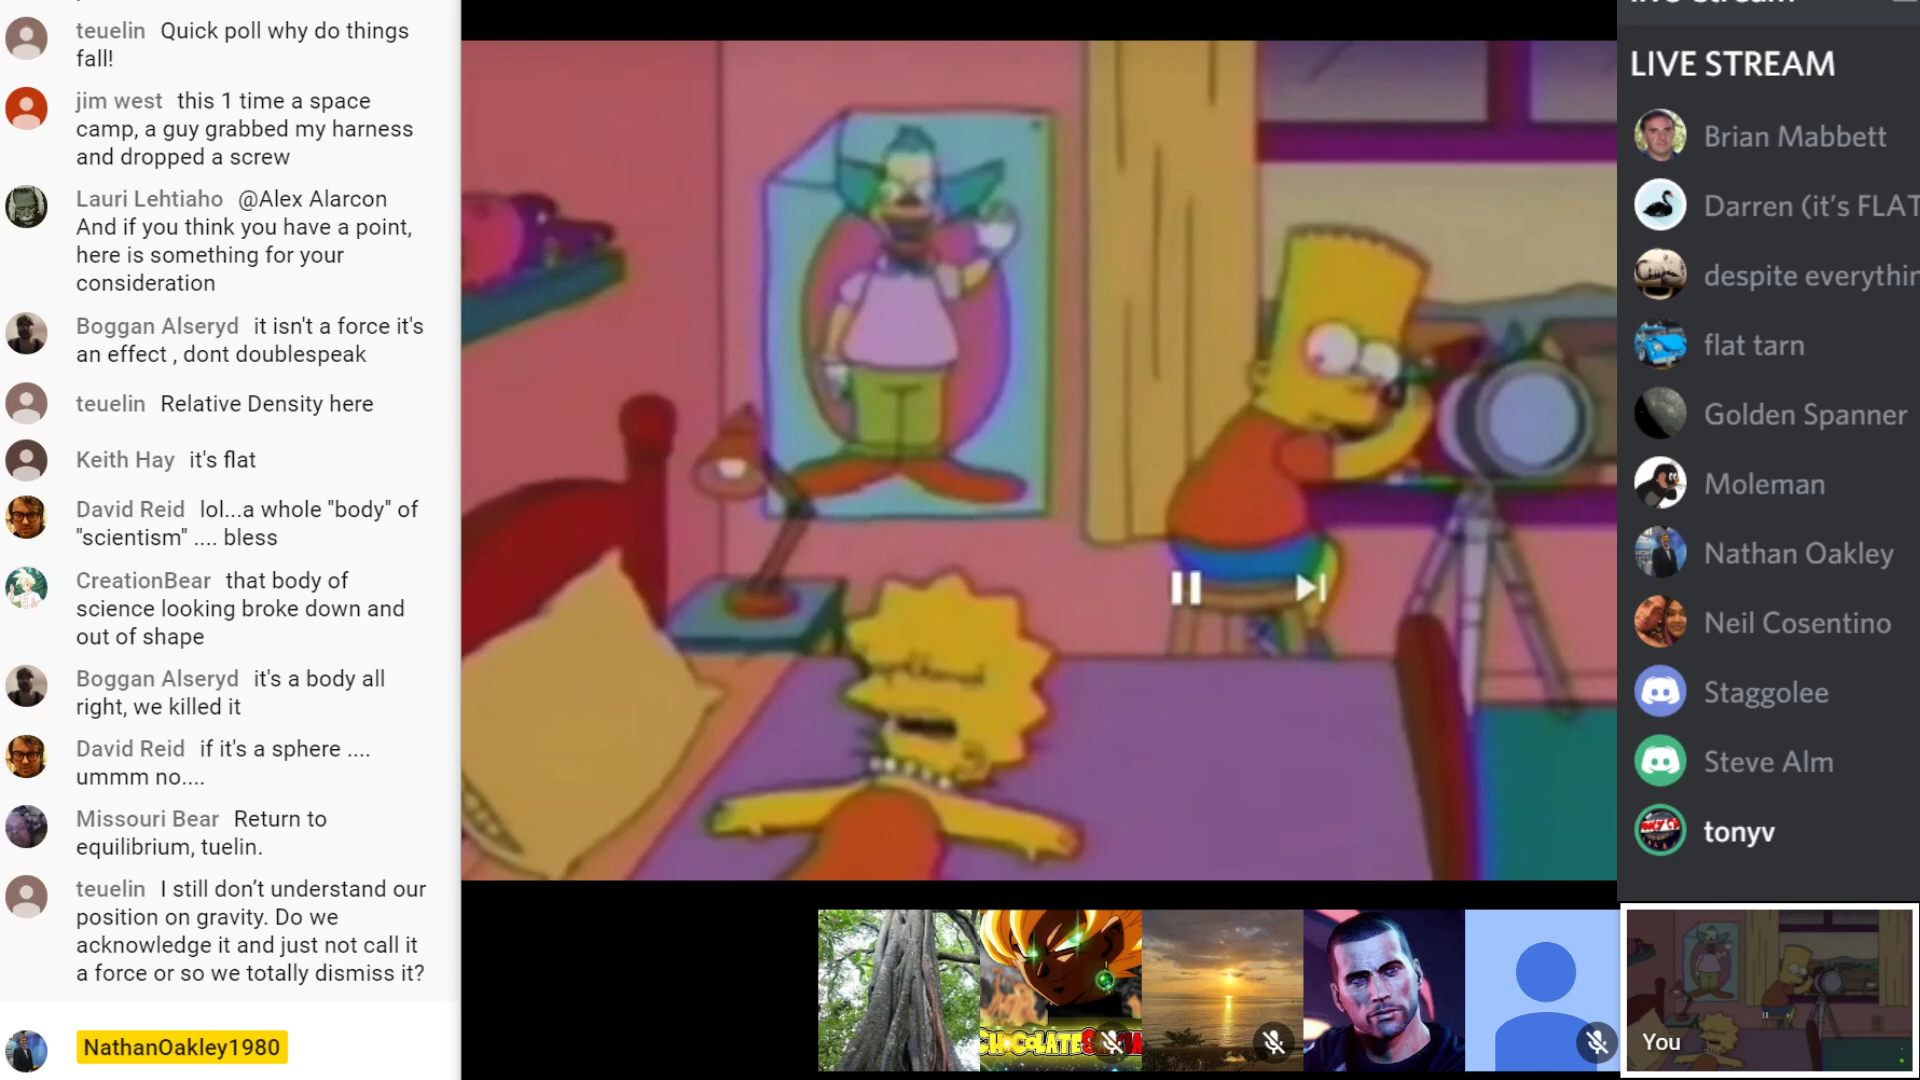 teuelin Quick poll why do things
fall!
jim west this 1 time a space
camp, a guy grabbed my harness
and dropped a screw
Lauri Lehtiaho @Alex Alarcon
And if you think you have a point,
here is something for your
consideration
Boggan Alseryd it isn't a force it's
an effect , dont doublespeak
teuelin Relative Density here
Keith Hay it's flat
David Reid lol...a whole "body" of
"scientism" .... bless
CreationBear that body of
science looking broke down and
out of shape
Boggan Alseryd it's a body all
right, we killed it
David Reid if it's a sphere ....
ummm no....
Missouri Bear Return to
equilibrium, tuelin.
teuelin I still don’t understand our
position on gravity. Do we
acknowledge it and just not call it
a force or so we totally dismiss it?
NathanOakley1980
LIVE STREAM
Brian Mabbett
Darren (it’s FLAT
despite everythin
flat tarn
Golden Spanner
Moleman
Nathan Oakley
Neil Cosentino
Staggolee
Steve Alm
tonyv
You